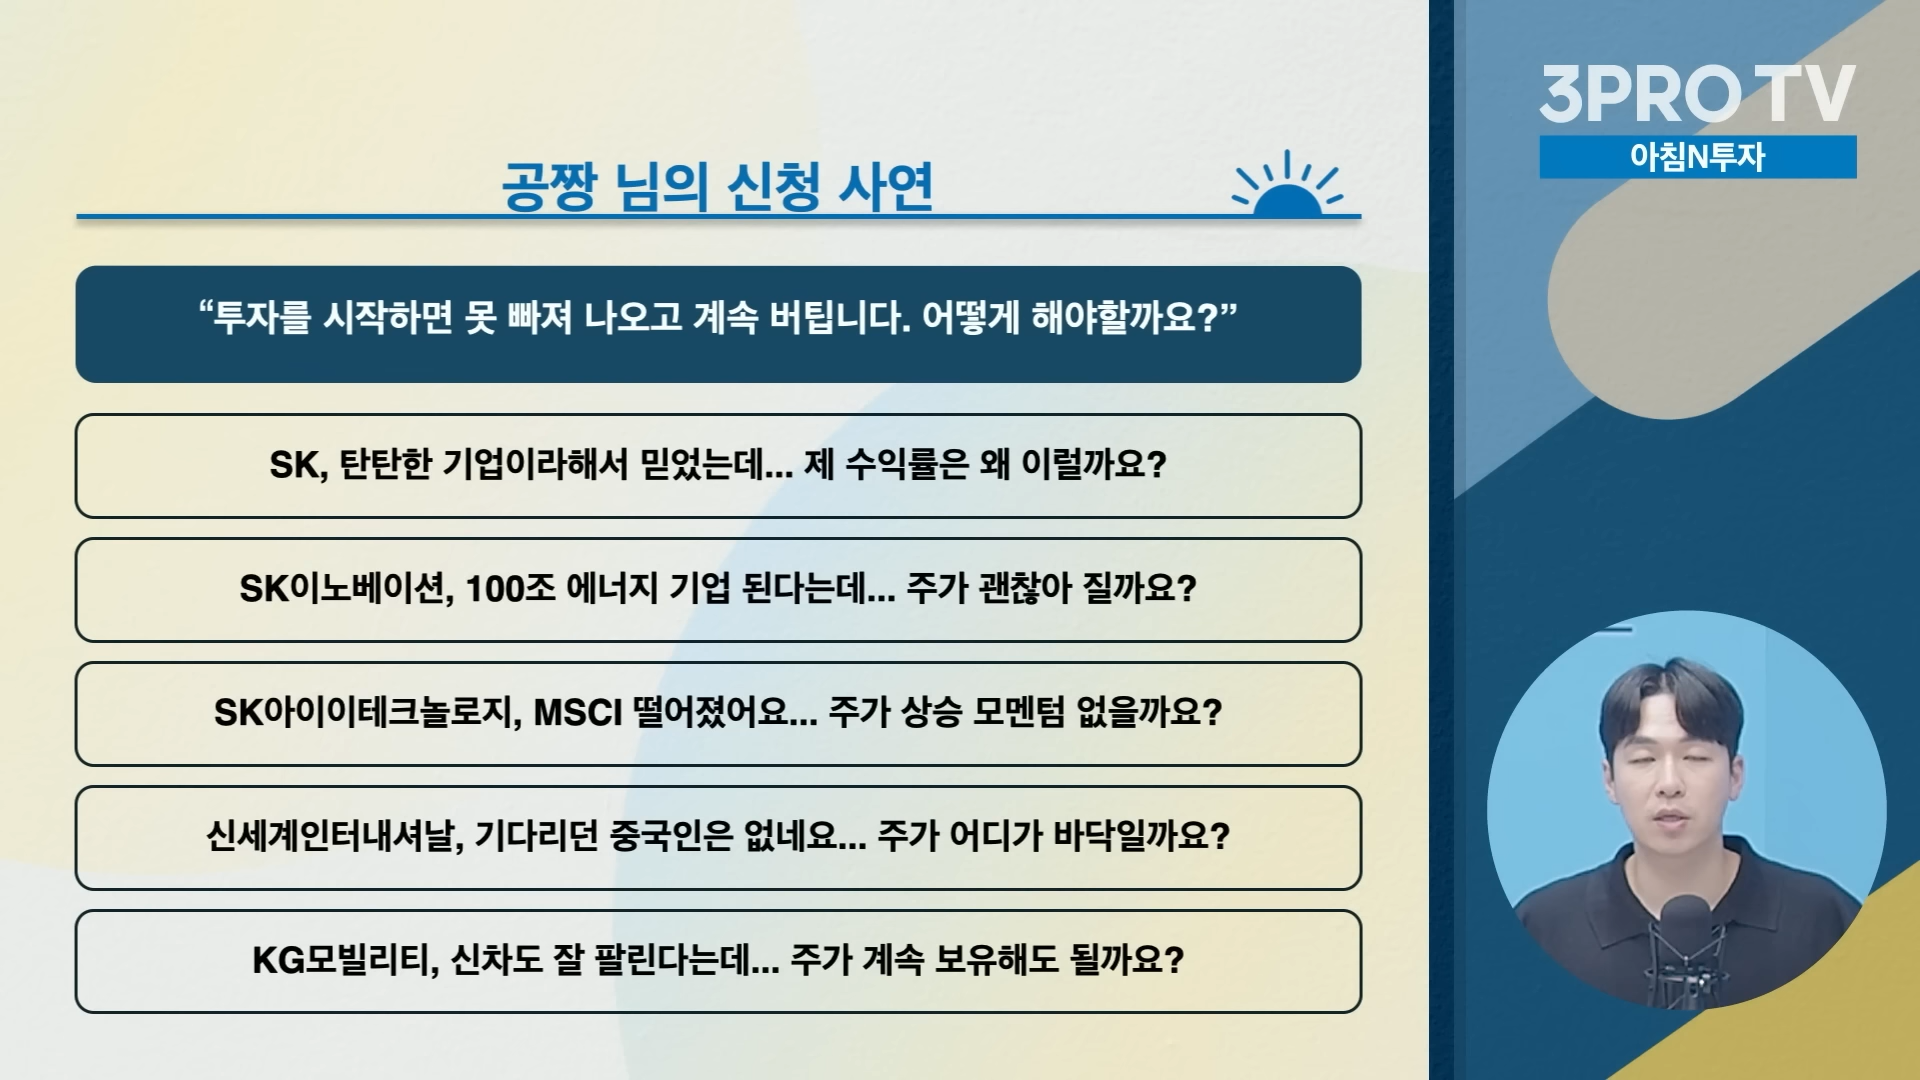 3PRO TV
아침N투자
공짱 님의 신청 사연
“투자를 시작하면 못 빠져 나오고 계속 버팁니다. 어떻게 해야할까요?”
SK, 탄탄한 기업이라해서 믿었는데... 제 수익률은 왜 이럴까요?
SK이노베이션, 100조 에너지 기업 된다는데... 주가 괜찮아 질까요?
SK아이이테크놀로지, MSCI 떨어졌어요... 주가 상승 모멘텀 없을까요?
신세계인터내셔날, 기다리던 중국인은 없네요... 주가 어디가 바닥일까요?
KG모빌리티, 신차도 잘 팔린다는데... 주가 계속 보유해도 될까요?